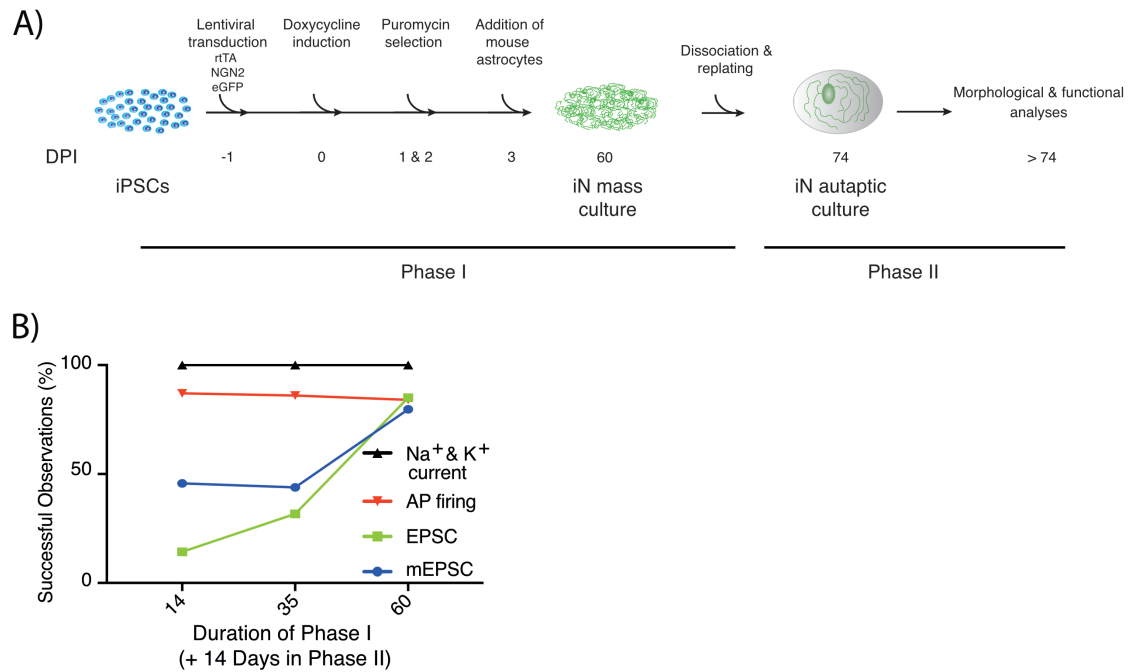 A)
Lentiviral
transduction
rtTA
NGN2
eGFP
Doxycycline
induction
Puromycin
selection
Addition of
mouse
astrocytes
Dissociation &
replating
Morphological & functional
analyses
DPI
-1
0
1 & 2
3
60
74
> 74
iPSCs
iN mass
culture
iN autaptic
culture
Phase I
Phase II
B)
Successful Observations (%)
100
50
0
14
35
60
Na+ & K+
current
AP firing
EPSC
mEPSC
Duration of Phase I
(+ 14 Days in Phase II)